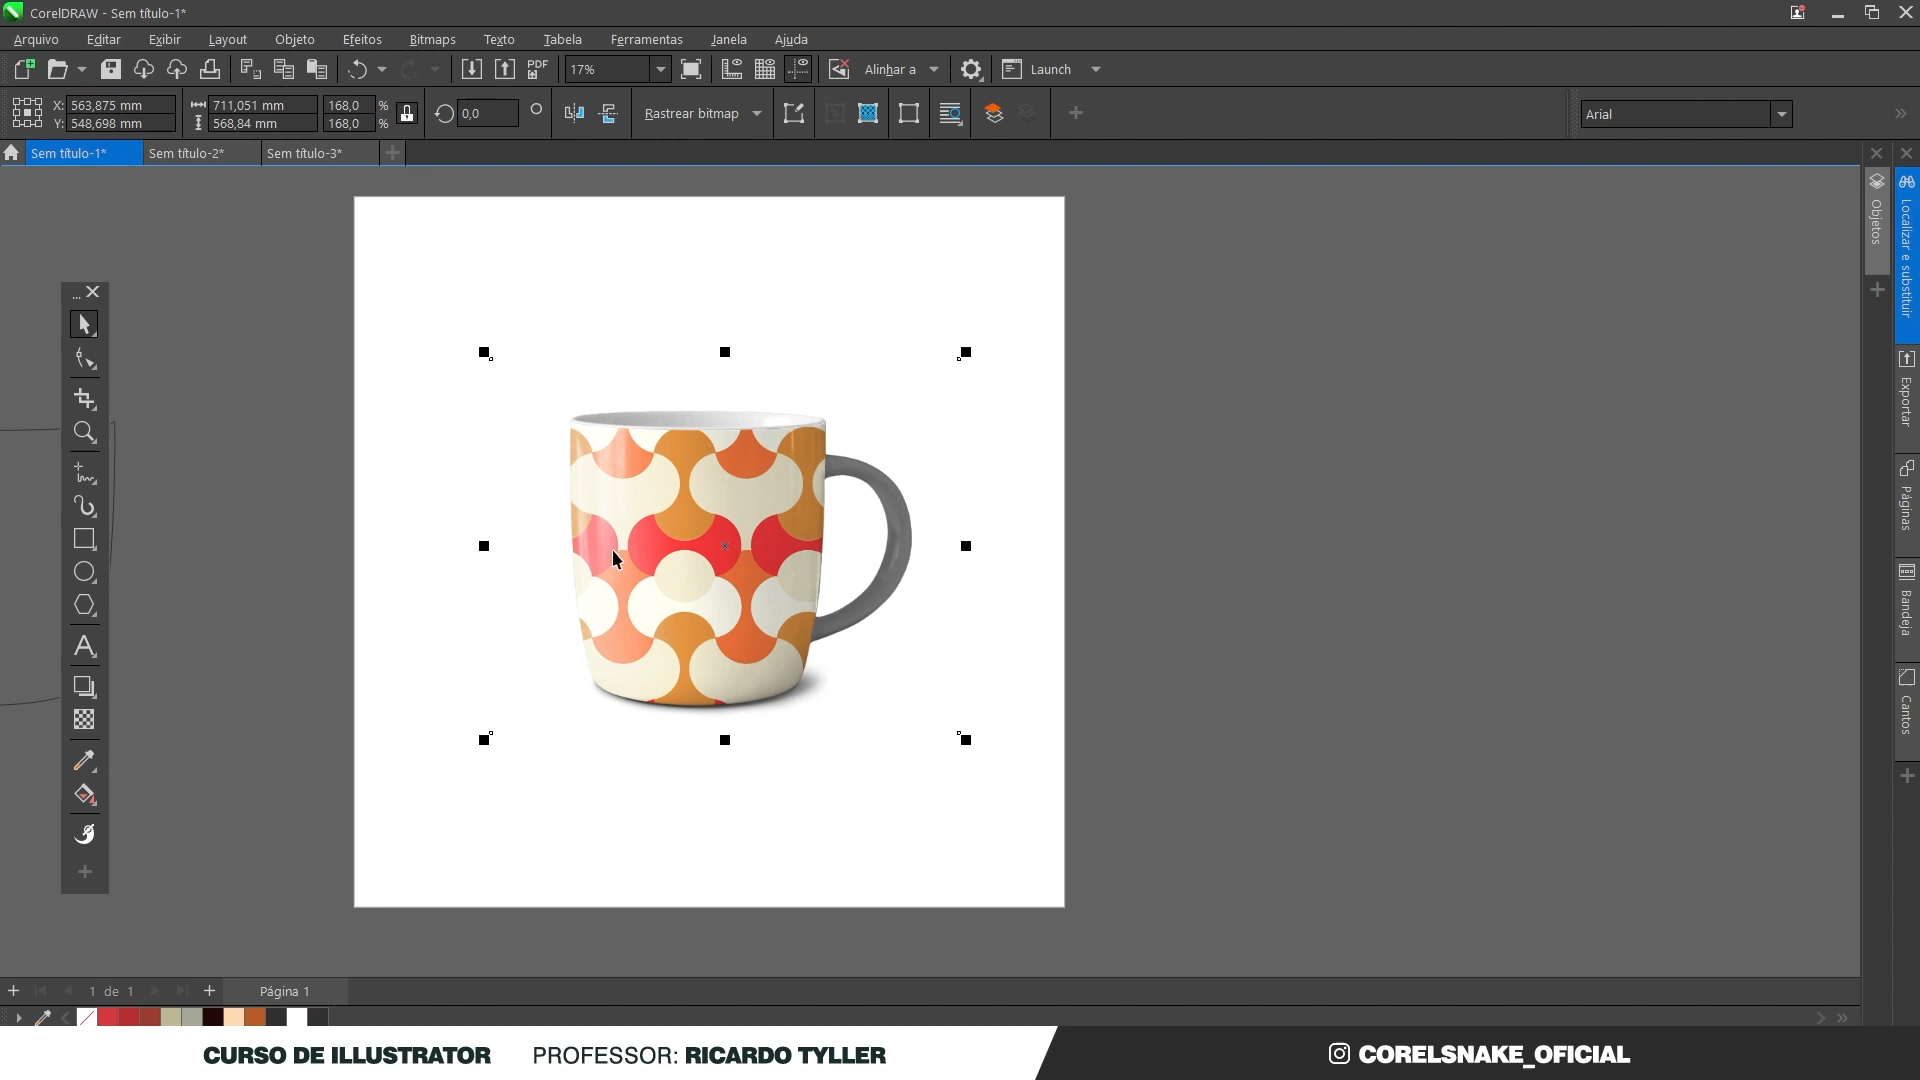 CorelDRAW - Sem título-1*
Arquivo Editar Exibir Layout Objeto Efeitos Bitmaps Texto Tabela Ferramentas Janela Ajuda
PDF 17% Alinhar a Launch
X: 563,875 mm 711,051 mm 168,0 %
Y: 548,698 mm 568,84 mm 168,0 %
0,0 Rastrear bitmap Arial
Sem título-1* Sem título-2* Sem título-3*
Objetos
Localizar e substituir
Exportar
Páginas
Bandeja
Cantos
1 de 1 Página 1
CURSO DE ILLUSTRATOR PROFESSOR: RICARDO TYLLER CORELSNAKE_OFICIAL